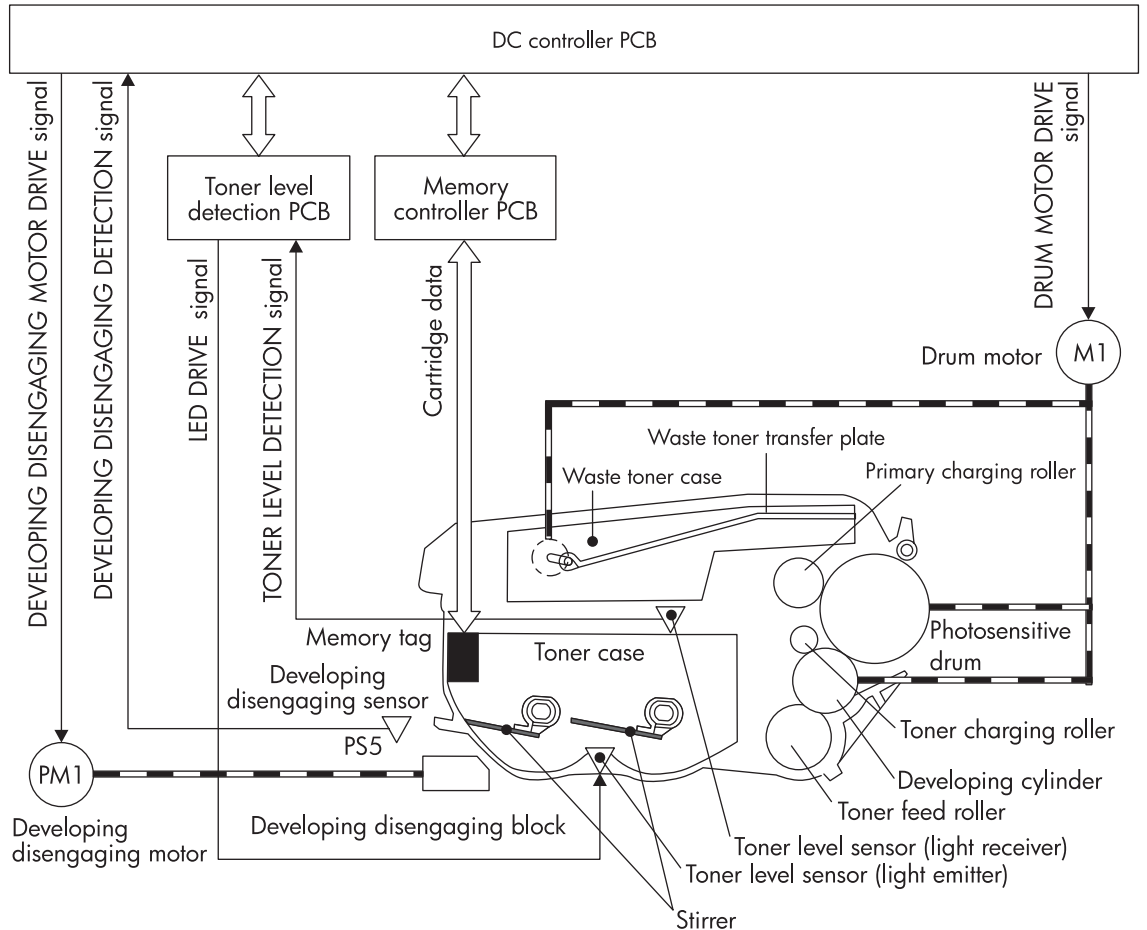 DC controller PCB
DEVELOPING DISENGAGING MOTOR DRIVE signal
DEVELOPING DISENGAGING DETECTION signal
DRUM MOTOR DRIVE
signal
Toner level
detection PCB
Memory
controller PCB
LED DRIVE signal
TONER LEVEL DETECTION signal
Cartridge data
Drum motor
M1
Waste toner transfer plate
Primary charging roller
Waste toner case
Memory tag
Toner case
Photosensitive
drum
Developing
disengaging sensor
PS5
Toner charging roller
PM1
Developing cylinder
Toner feed roller
Developing disengaging block
Developing
disengaging motor
Toner level sensor (light receiver)
Toner level sensor (light emitter)
Stirrer